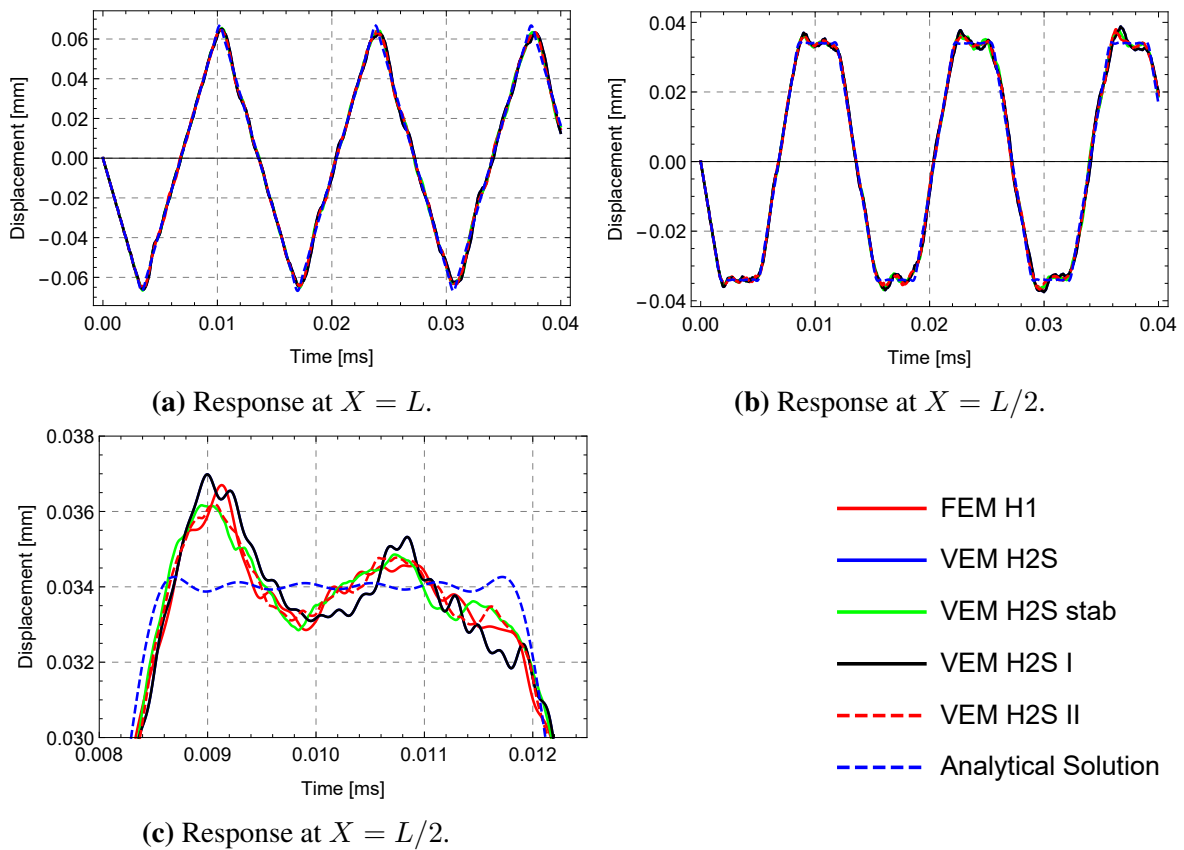 Displacement [mm]
0.06
0.04
0.02
0.00
−0.02
−0.04
−0.06
0.00 0.01 0.02 0.03 0.04
Time [ms]
(a) Response at X = L.
Displacement [mm]
0.04
0.02
0.00
−0.02
−0.04
0.00 0.01 0.02 0.03 0.04
Time [ms]
(b) Response at X = L/2.
Displacement [mm]
0.038
0.036
0.034
0.032
0.030
0.008 0.009 0.010 0.011 0.012
Time [ms]
(c) Response at X = L/2.
FEM H1
VEM H2S
VEM H2S stab
VEM H2S I
VEM H2S II
Analytical Solution